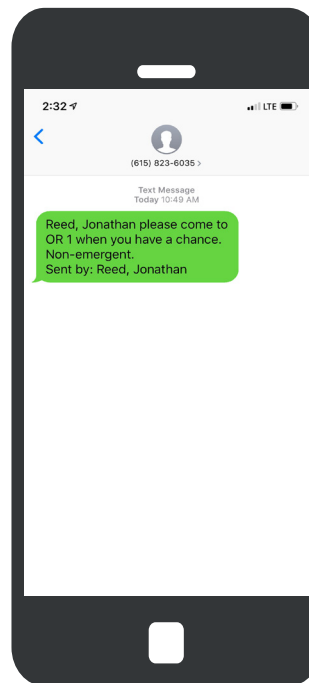 2:32
LTE
(615) 823-6035 >
Text Message
Today 10:49 AM
Reed, Jonathan please come to
OR 1 when you have a chance.
Non-emergent.
Sent by: Reed, Jonathan